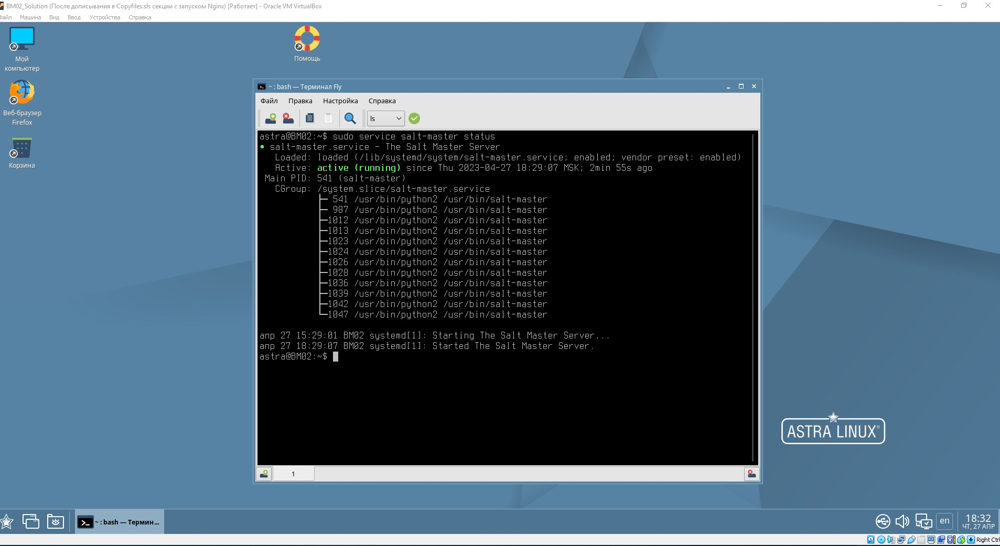 BM02_Solution (После дописывания в Copyfiles.sls секции с запуском Nginx) [Работает] - Oracle VM VirtualBox
Файл Машина Вид Ввод Устройства Справка
Мой компьютер
Помощь
Веб-браузер Firefox
Корзина
~ : bash — Терминал Fly
Файл Правка Настройка Справка
ls
astra@BM02:~$ sudo service salt-master status
● salt-master.service - The Salt Master Server
Loaded: loaded (/lib/systemd/system/salt-master.service; enabled; vendor preset: enabled)
Active: active (running) since Thu 2023-04-27 18:29:07 MSK; 2min 55s ago
Main PID: 541 (salt-master)
CGroup: /system.slice/salt-master.service
├─ 541 /usr/bin/python2 /usr/bin/salt-master
├─ 987 /usr/bin/python2 /usr/bin/salt-master
├─1012 /usr/bin/python2 /usr/bin/salt-master
├─1013 /usr/bin/python2 /usr/bin/salt-master
├─1023 /usr/bin/python2 /usr/bin/salt-master
├─1024 /usr/bin/python2 /usr/bin/salt-master
├─1026 /usr/bin/python2 /usr/bin/salt-master
├─1028 /usr/bin/python2 /usr/bin/salt-master
├─1036 /usr/bin/python2 /usr/bin/salt-master
├─1039 /usr/bin/python2 /usr/bin/salt-master
├─1042 /usr/bin/python2 /usr/bin/salt-master
└─1047 /usr/bin/python2 /usr/bin/salt-master
апр 27 15:29:01 BM02 systemd[1]: Starting The Salt Master Server...
апр 27 18:29:07 BM02 systemd[1]: Started The Salt Master Server.
astra@BM02:~$
1
ASTRA LINUX®
~ : bash — Термин...
en
18:32
ЧТ, 27 АПР
Right Ctrl